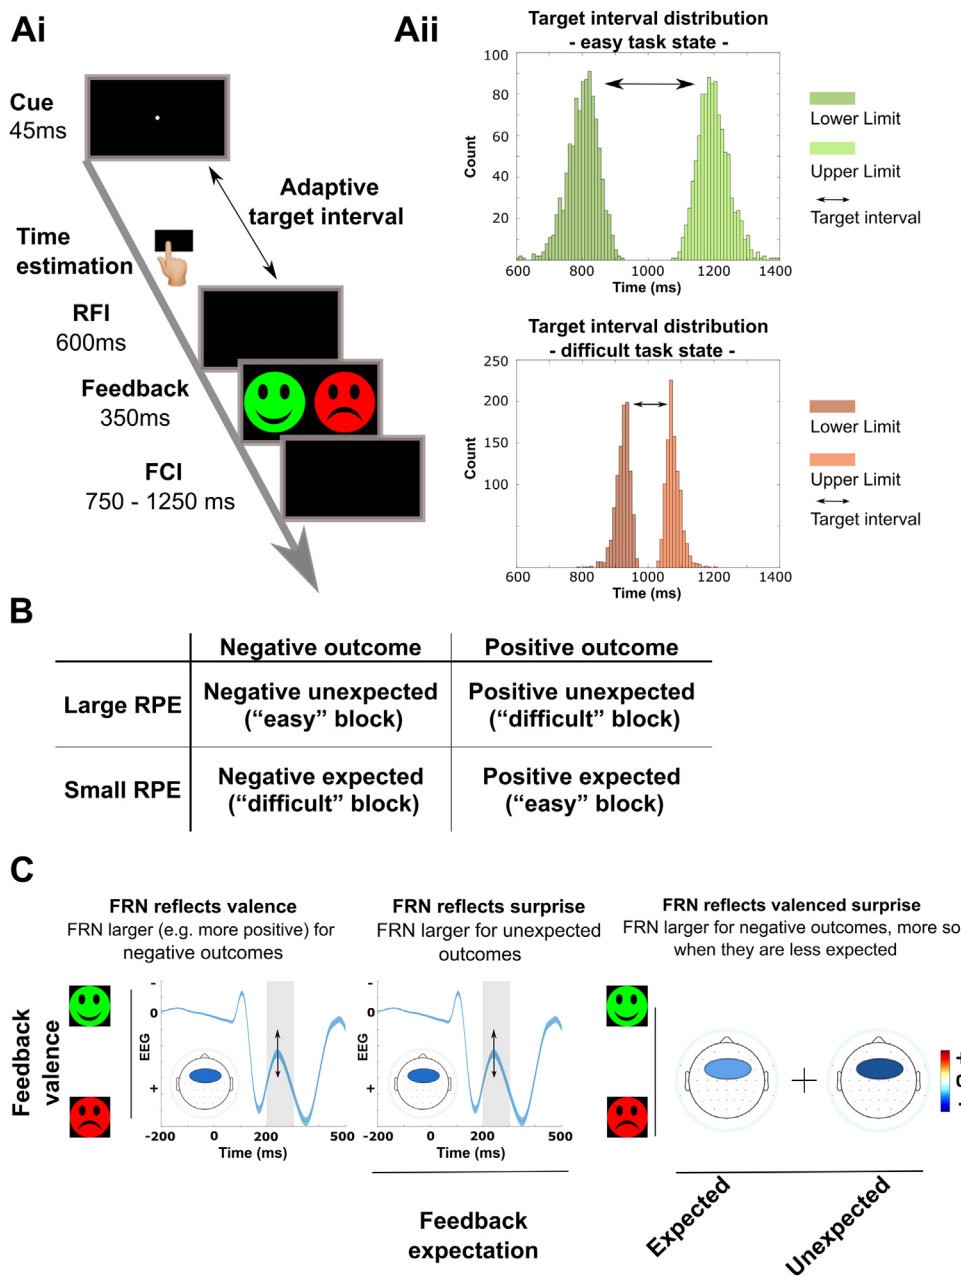 Ai
Cue
45ms
Adaptive
target interval
Time
estimation
RFI
600ms
Feedback
350ms
FCI
750 - 1250 ms
Aii
Target interval distribution
- easy task state -
100
80
60
40
20
Count
600 800 1000 1200 1400
Time (ms)
Lower Limit
Upper Limit
Target interval
Target interval distribution
- difficult task state -
250
200
150
100
Count
600 800 1000 1200 1400
Time (ms)
Lower Limit
Upper Limit
Target interval
B
Negative outcome Positive outcome
Large RPE
Negative unexpected
(“easy” block)
Positive unexpected
(“difficult” block)
Small RPE
Negative expected
(“difficult” block)
Positive expected
(“easy” block)
C
FRN reflects valence
FRN larger (e.g. more positive) for
negative outcomes
FRN reflects surprise
FRN larger for unexpected
outcomes
FRN reflects valenced surprise
FRN larger for negative outcomes, more so
when they are less expected
Feedback
valence
-
0
EEG
+
-200 0 200 500
Time (ms)
-
0
EEG
+
-200 0 200 500
Time (ms)
+
+
0
-
Feedback
expectation
Expected
Unexpected